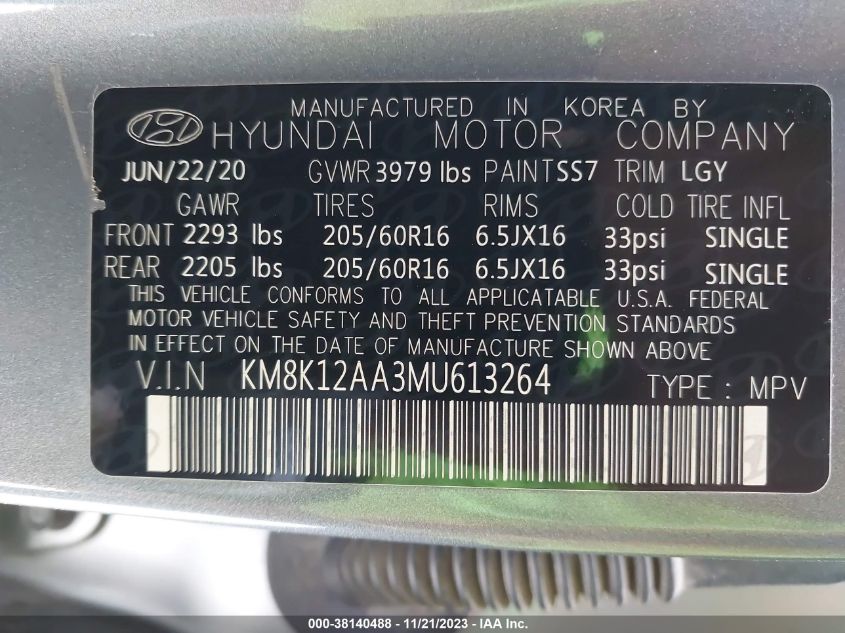 MANUFACTURED IN KOREA BY
HYUNDAI MOTOR COMPANY
JUN/22/20 GVWR 3979 lbs PAINT SS7 TRIM LGY
GAWR TIRES RIMS COLD TIRE INFL
FRONT 2293 lbs 205/60R16 6.5JX16 33psi SINGLE
REAR 2205 lbs 205/60R16 6.5JX16 33psi SINGLE
THIS VEHICLE CONFORMS TO ALL APPLICATABLE U.S.A. FEDERAL
MOTOR VEHICLE SAFETY AND THEFT PREVENTION STANDARDS
IN EFFECT ON THE DATE OF MANUFACTURE SHOWN ABOVE
V.I.N KM8K12AA3MU613264 TYPE : MPV
000-38140488 - 11/21/2023 - IAA Inc.